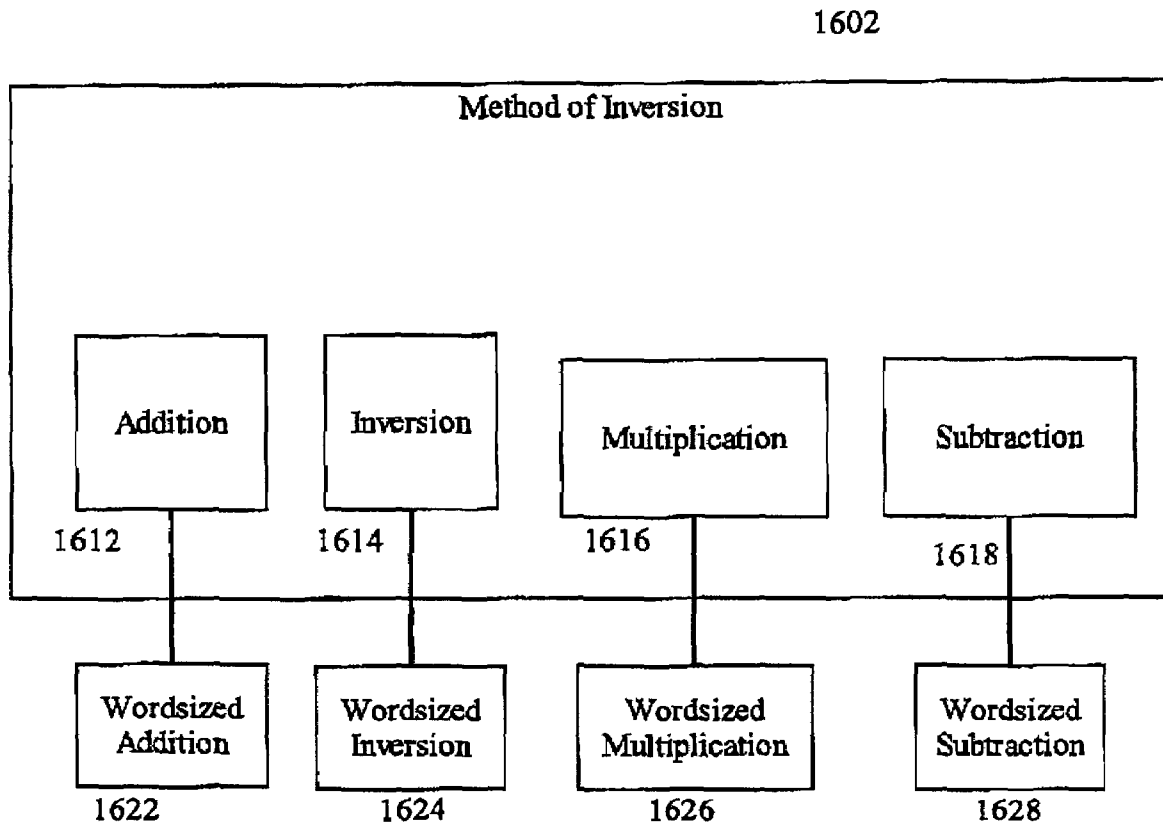 1602
Method of Inversion
Addition
Inversion
Multiplication
Subtraction
1612
1614
1616
1618
Wordsized
Addition
Wordsized
Inversion
Wordsized
Multiplication
Wordsized
Subtraction
1622
1624
1626
1628